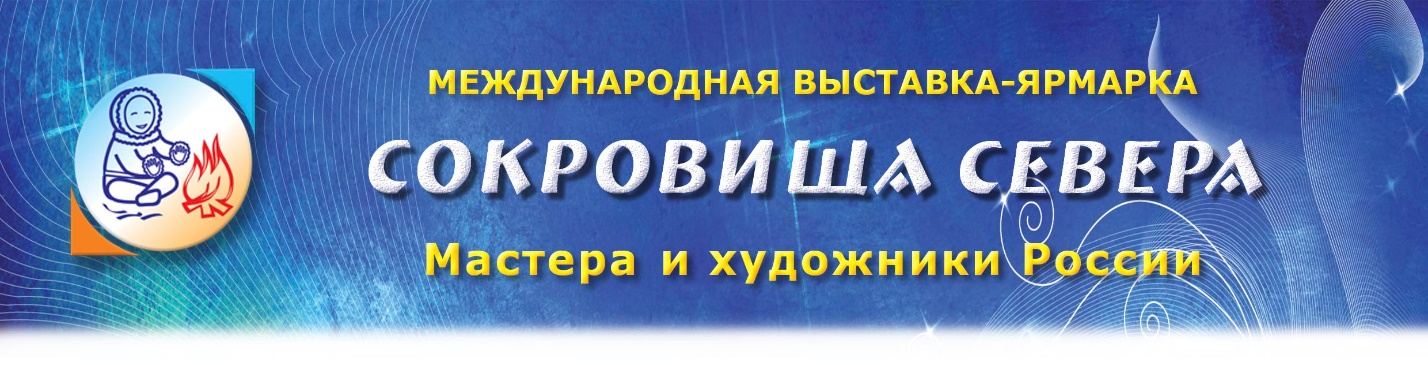 МЕЖДУНАРОДНАЯ ВЫСТАВКА-ЯРМАРКА
СОКРОВИЩА СЕВЕРА
Мастера и художники России